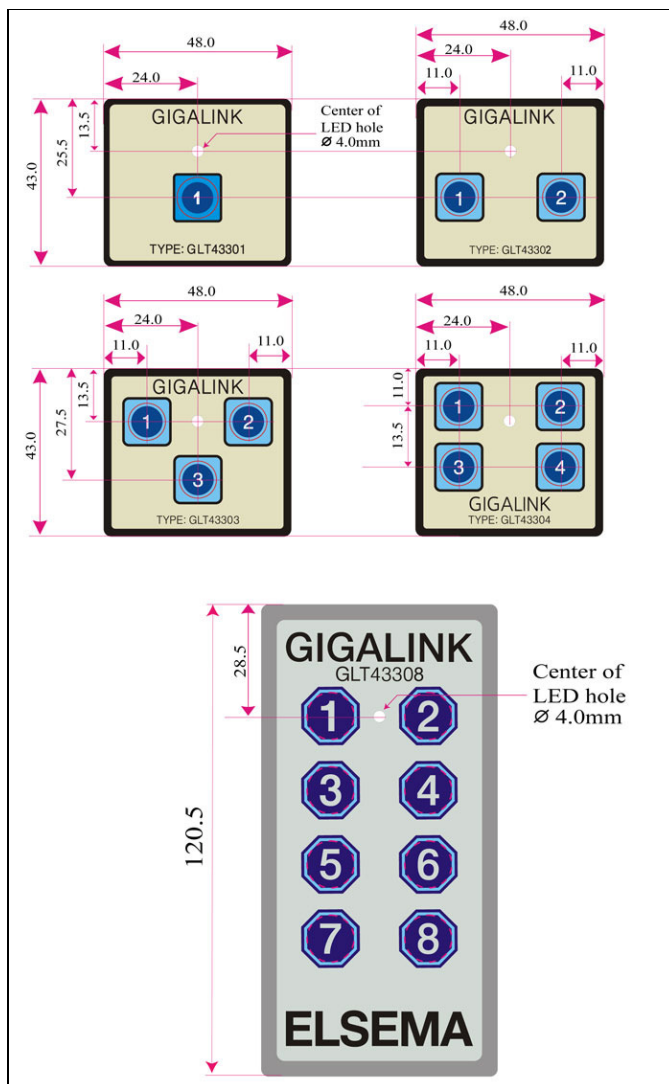 48.0
24.0
43.0
25.5
13.5
GIGALINK
Center of
LED hole
Ø 4.0mm
1
TYPE: GLT43301
48.0
24.0
11.0
11.0
GIGALINK
1
2
TYPE: GLT43302
48.0
24.0
11.0
11.0
43.0
27.5
13.5
GIGALINK
1
2
3
TYPE: GLT43303
48.0
24.0
11.0
11.0
11.0
13.5
1
2
3
4
GIGALINK
TYPE: GLT43304
120.5
28.5
GIGALINK
GLT43308
Center of
LED hole
Ø 4.0mm
1 2
3 4
5 6
7 8
ELSEMA